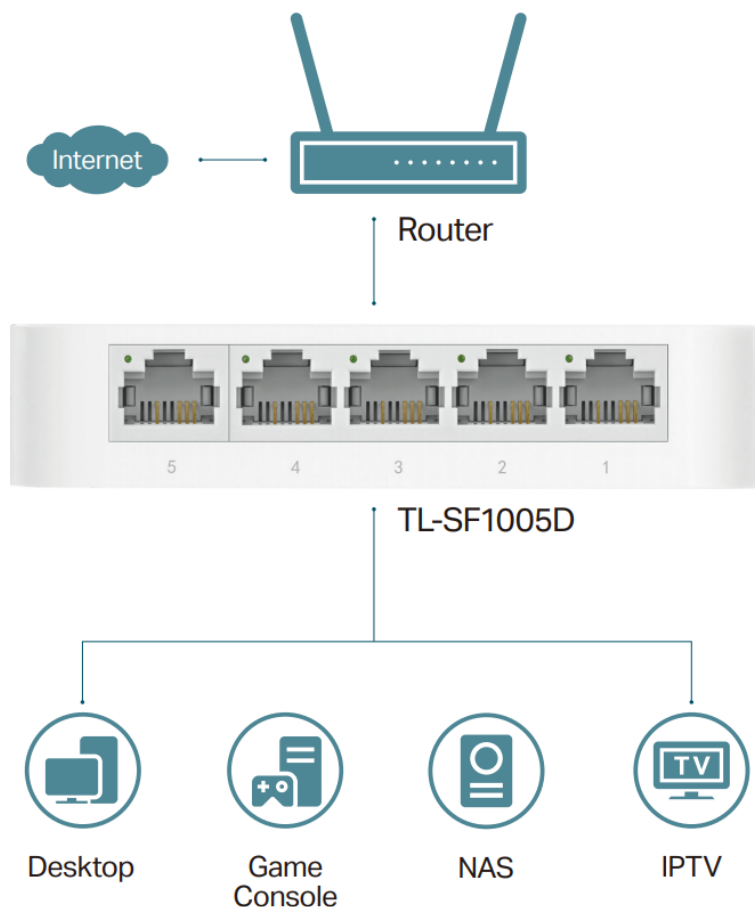 Internet
Router
5 4 3 2 1
TL-SF1005D
TV
Desktop
Game
Console
NAS
IPTV